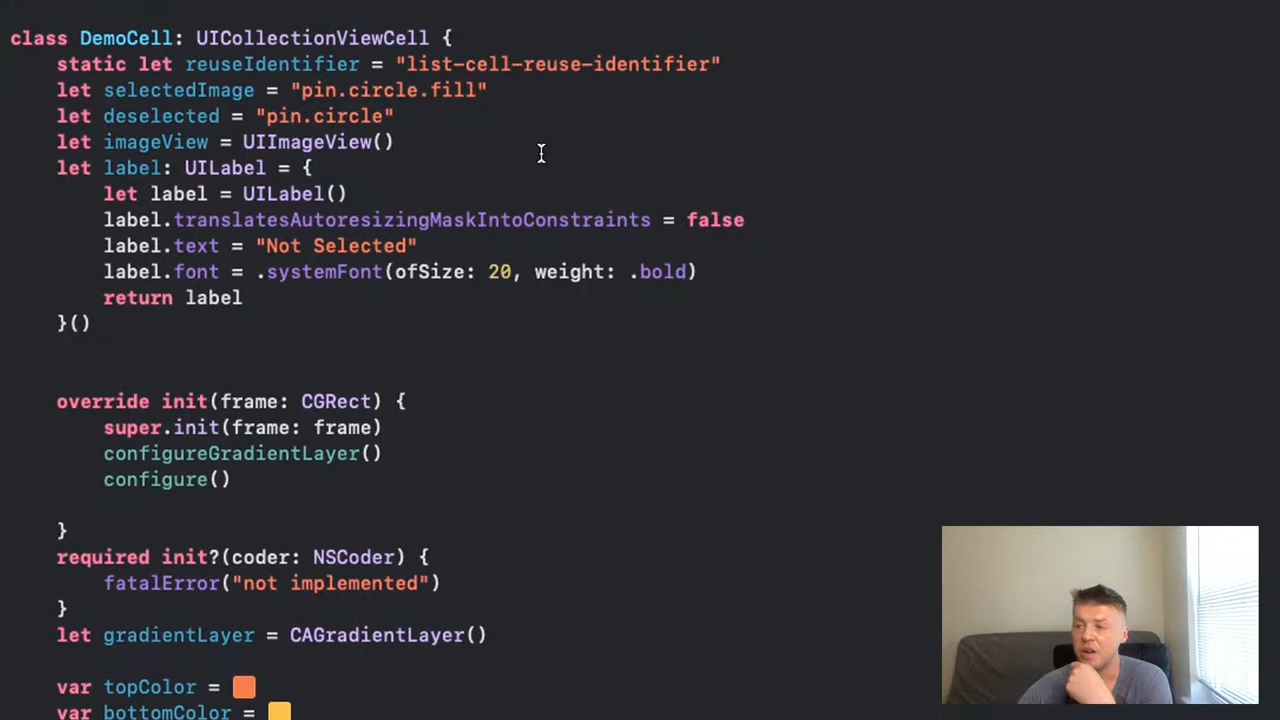 class DemoCell: UICollectionViewCell {
static let reuseIdentifier = "list-cell-reuse-identifier"
let selectedImage = "pin.circle.fill"
let deselected = "pin.circle"
let imageView = UIImageView()
let label: UILabel = {
let label = UILabel()
label.translatesAutoresizingMaskIntoConstraints = false
label.text = "Not Selected"
label.font = .systemFont(ofSize: 20, weight: .bold)
return label
}()
override init(frame: CGRect) {
super.init(frame: frame)
configureGradientLayer()
configure()
}
required init?(coder: NSCoder) {
fatalError("not implemented")
}
let gradientLayer = CAGradientLayer()
var topColor =
var bottomColor =